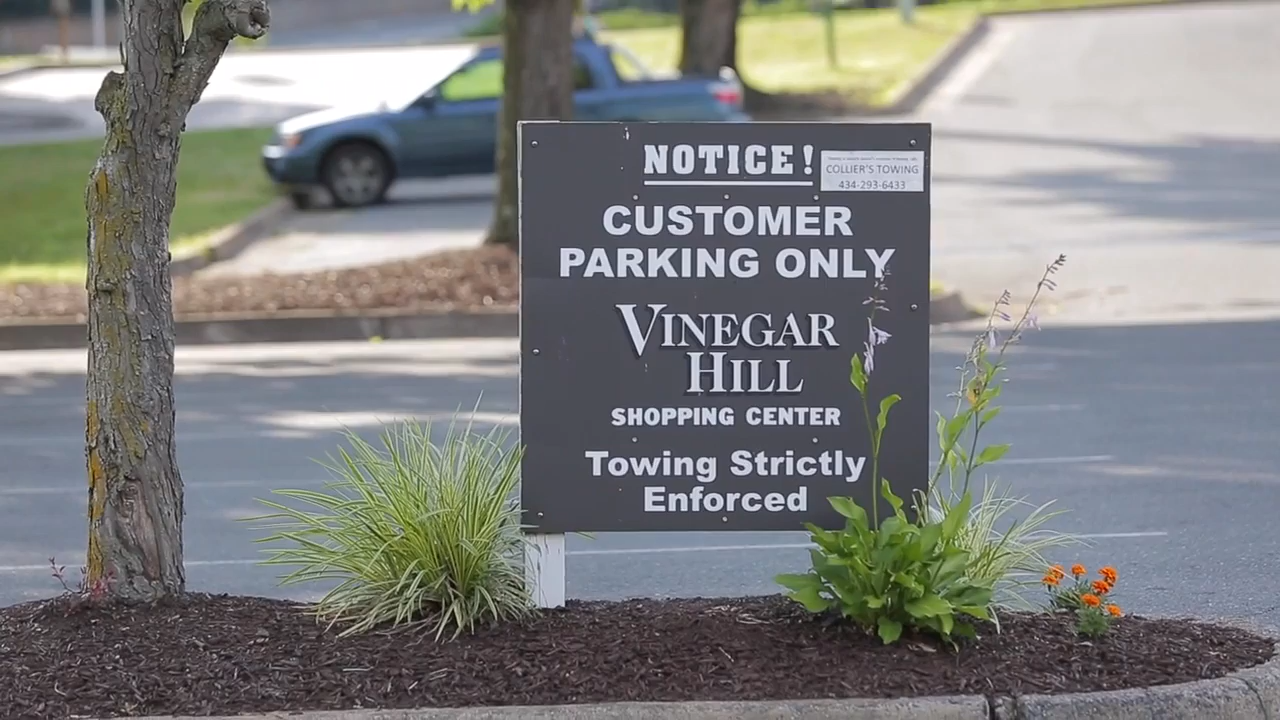 NOTICE!
COLLIER'S TOWING
434-293-6433
CUSTOMER
PARKING ONLY
VINEGAR
HILL
SHOPPING CENTER
Towing Strictly
Enforced